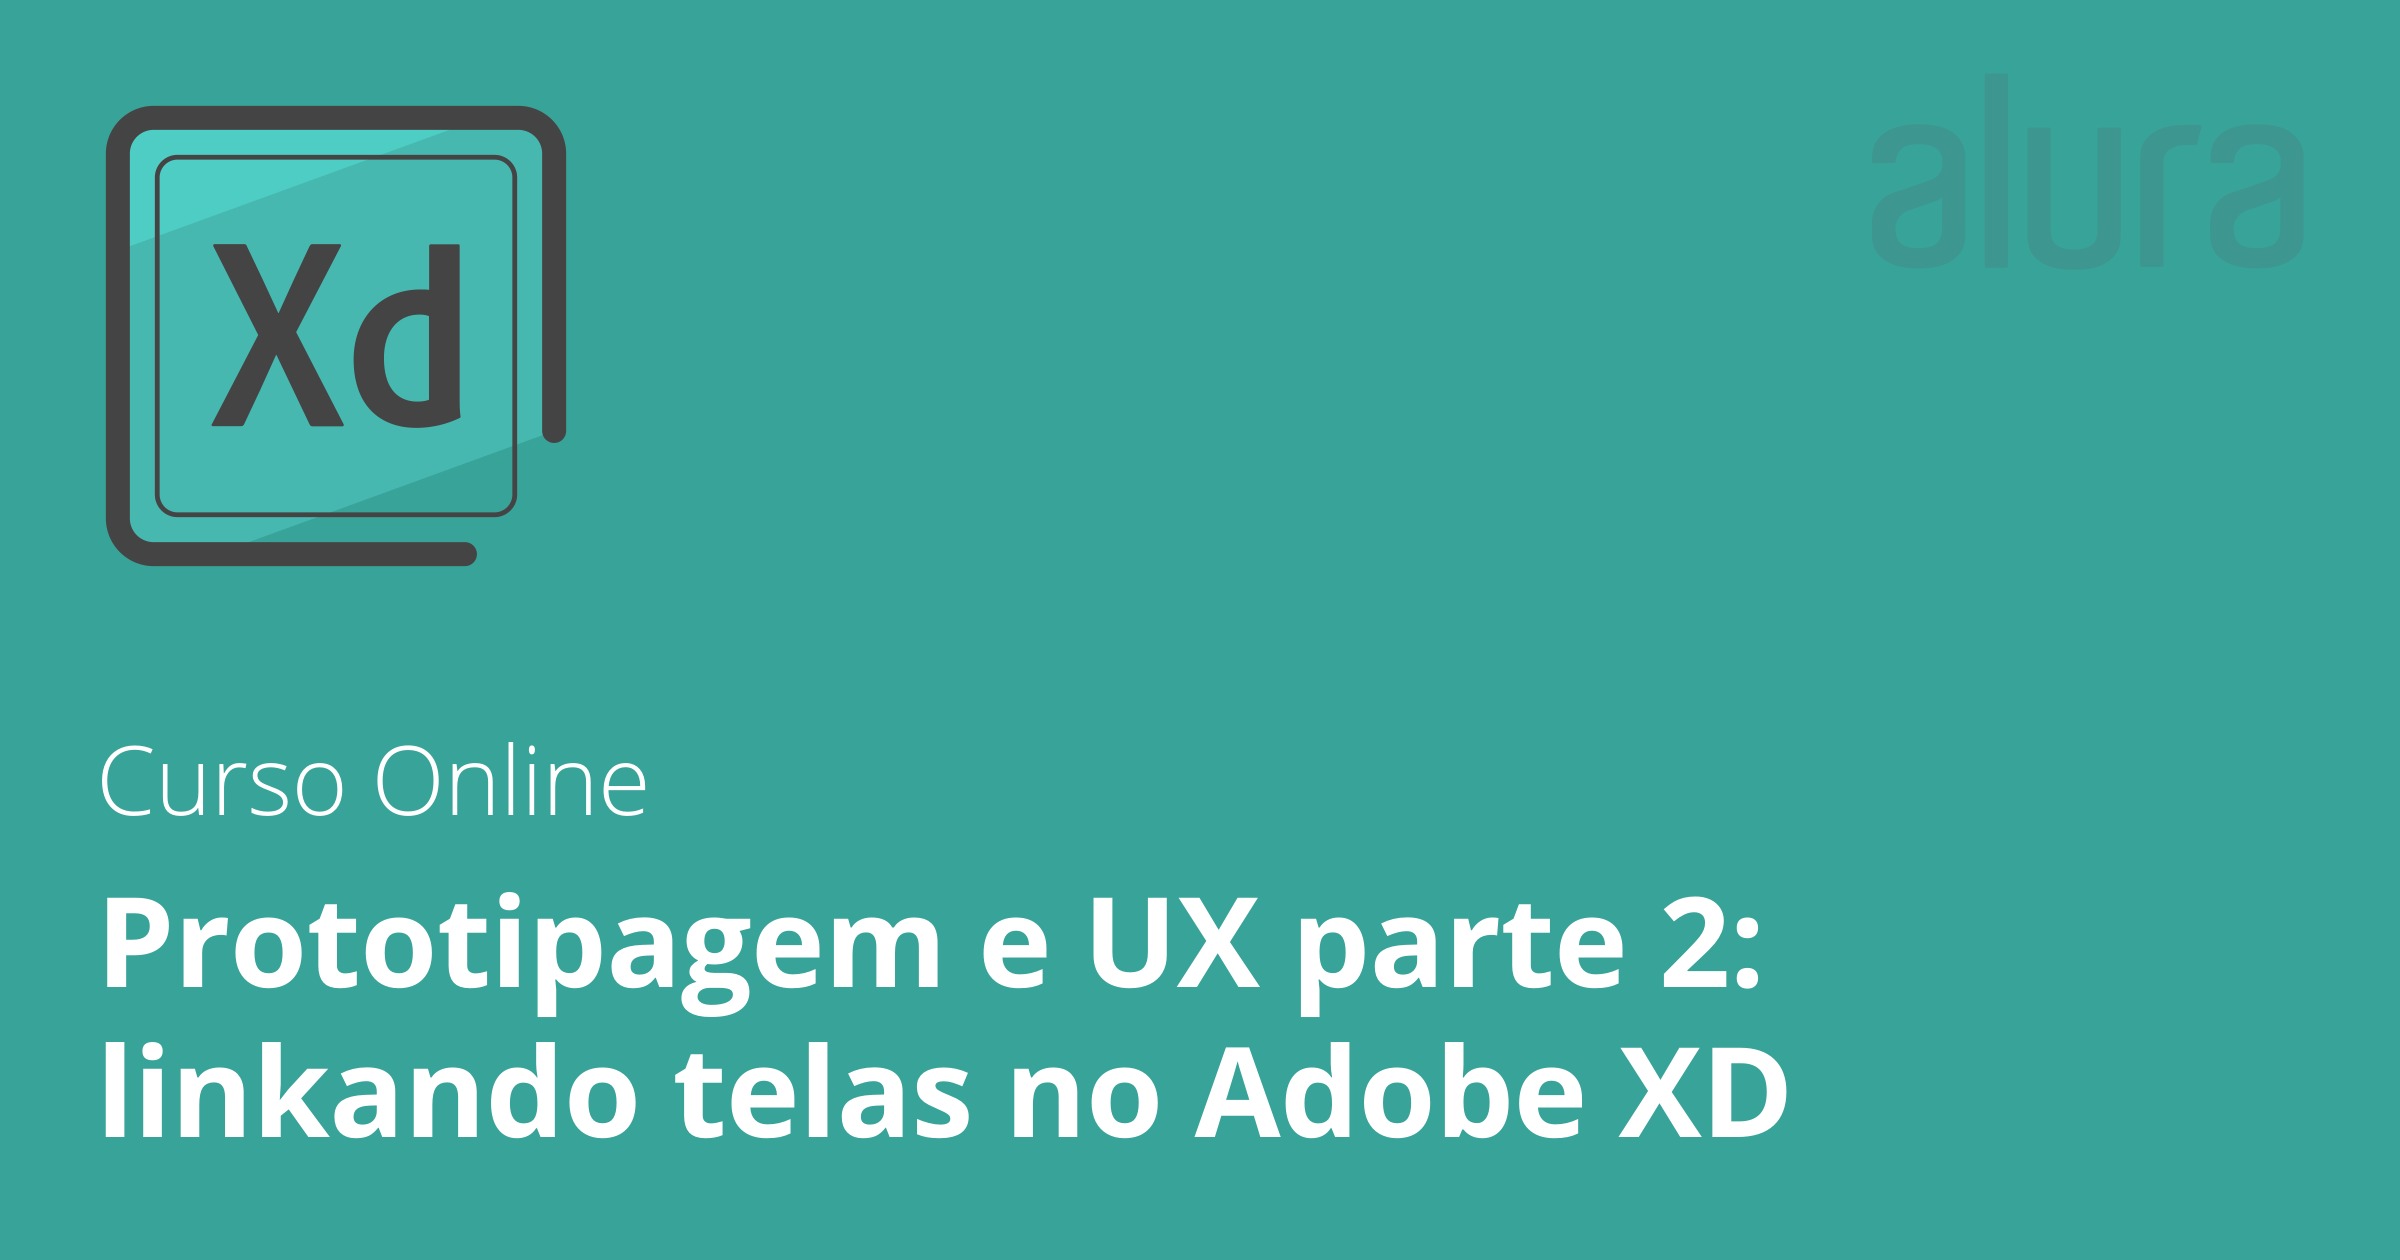 alura
Xd
Curso Online
Prototipagem e UX parte 2:
linkando telas no Adobe XD